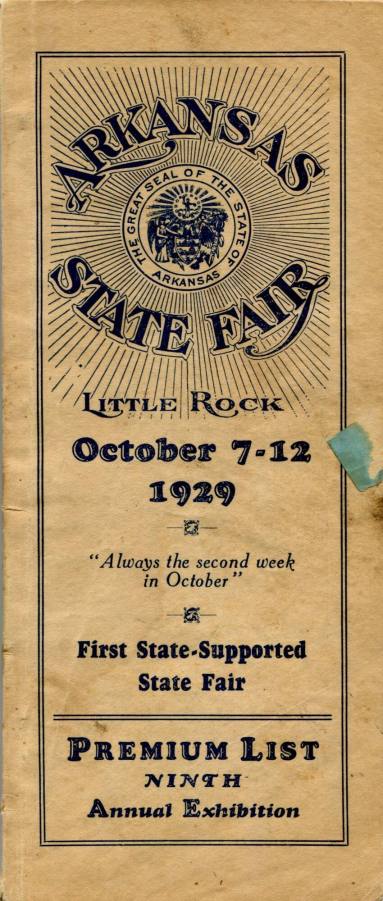 ARKANSAS
THE GREAT SEAL OF THE STATE OF
ARKANSAS
STATE FAIR
LITTLE ROCK
October 7-12
1929
"Always the second week
in October"
First State-Supported
State Fair
PREMIUM LIST
NINTH
Annual Exhibition